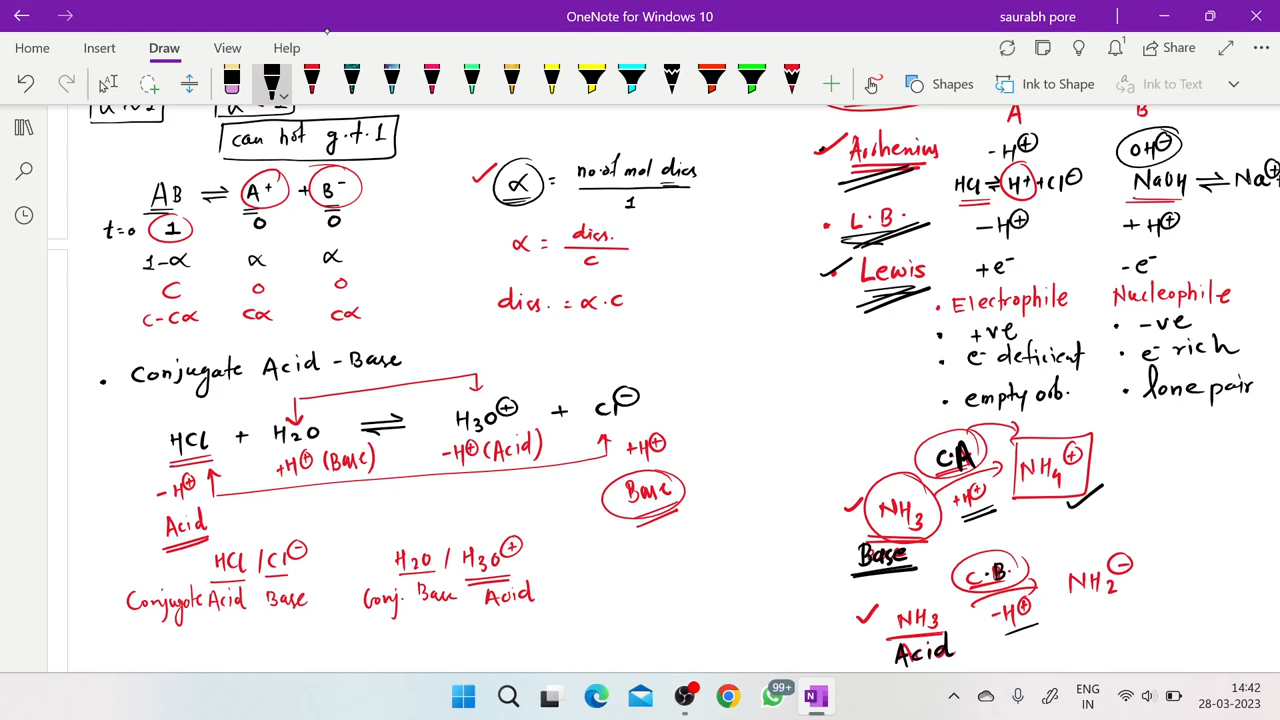 OneNote for Windows 10
saurabh pore
Home Insert Draw View Help
Share
Shapes Ink to Shape Ink to Text
can not g.t. 1
AB ⇌ A⁺ + B⁻
t=0 1 0 0
1-α α α
C 0 0
C-Cα Cα Cα
α = no. of mol diss
1
α = diss.
C
diss. = α·C
• Conjugate Acid - Base
HCl + H2O ⇌ H3O⊕ + Cl⊖
-H⊕ +H⊕ (Base) -H⊕ (Acid) +H⊕
Acid Base
HCl / Cl⊖ H2O / H3O⊕
Conjugate Acid Base Conj. Base Acid
A B
• Arrhenius -H⊕ OH⊖
HCl ⇌ H⁺ + Cl⊖ NaOH ⇌ Na⊕
• L.B. -H⊕ +H⊕
• Lewis +e⁻ -e⁻
• Electrophile Nucleophile
• +ve • -ve
• e⁻ deficient • e⁻ rich
• empty orb. • lone pair
C.A
NH3 +H⊕ NH4⊕
Base
C.B.
NH3 -H⊕ NH2⊖
Acid
99+
ENG
IN
14:42
28-03-2023